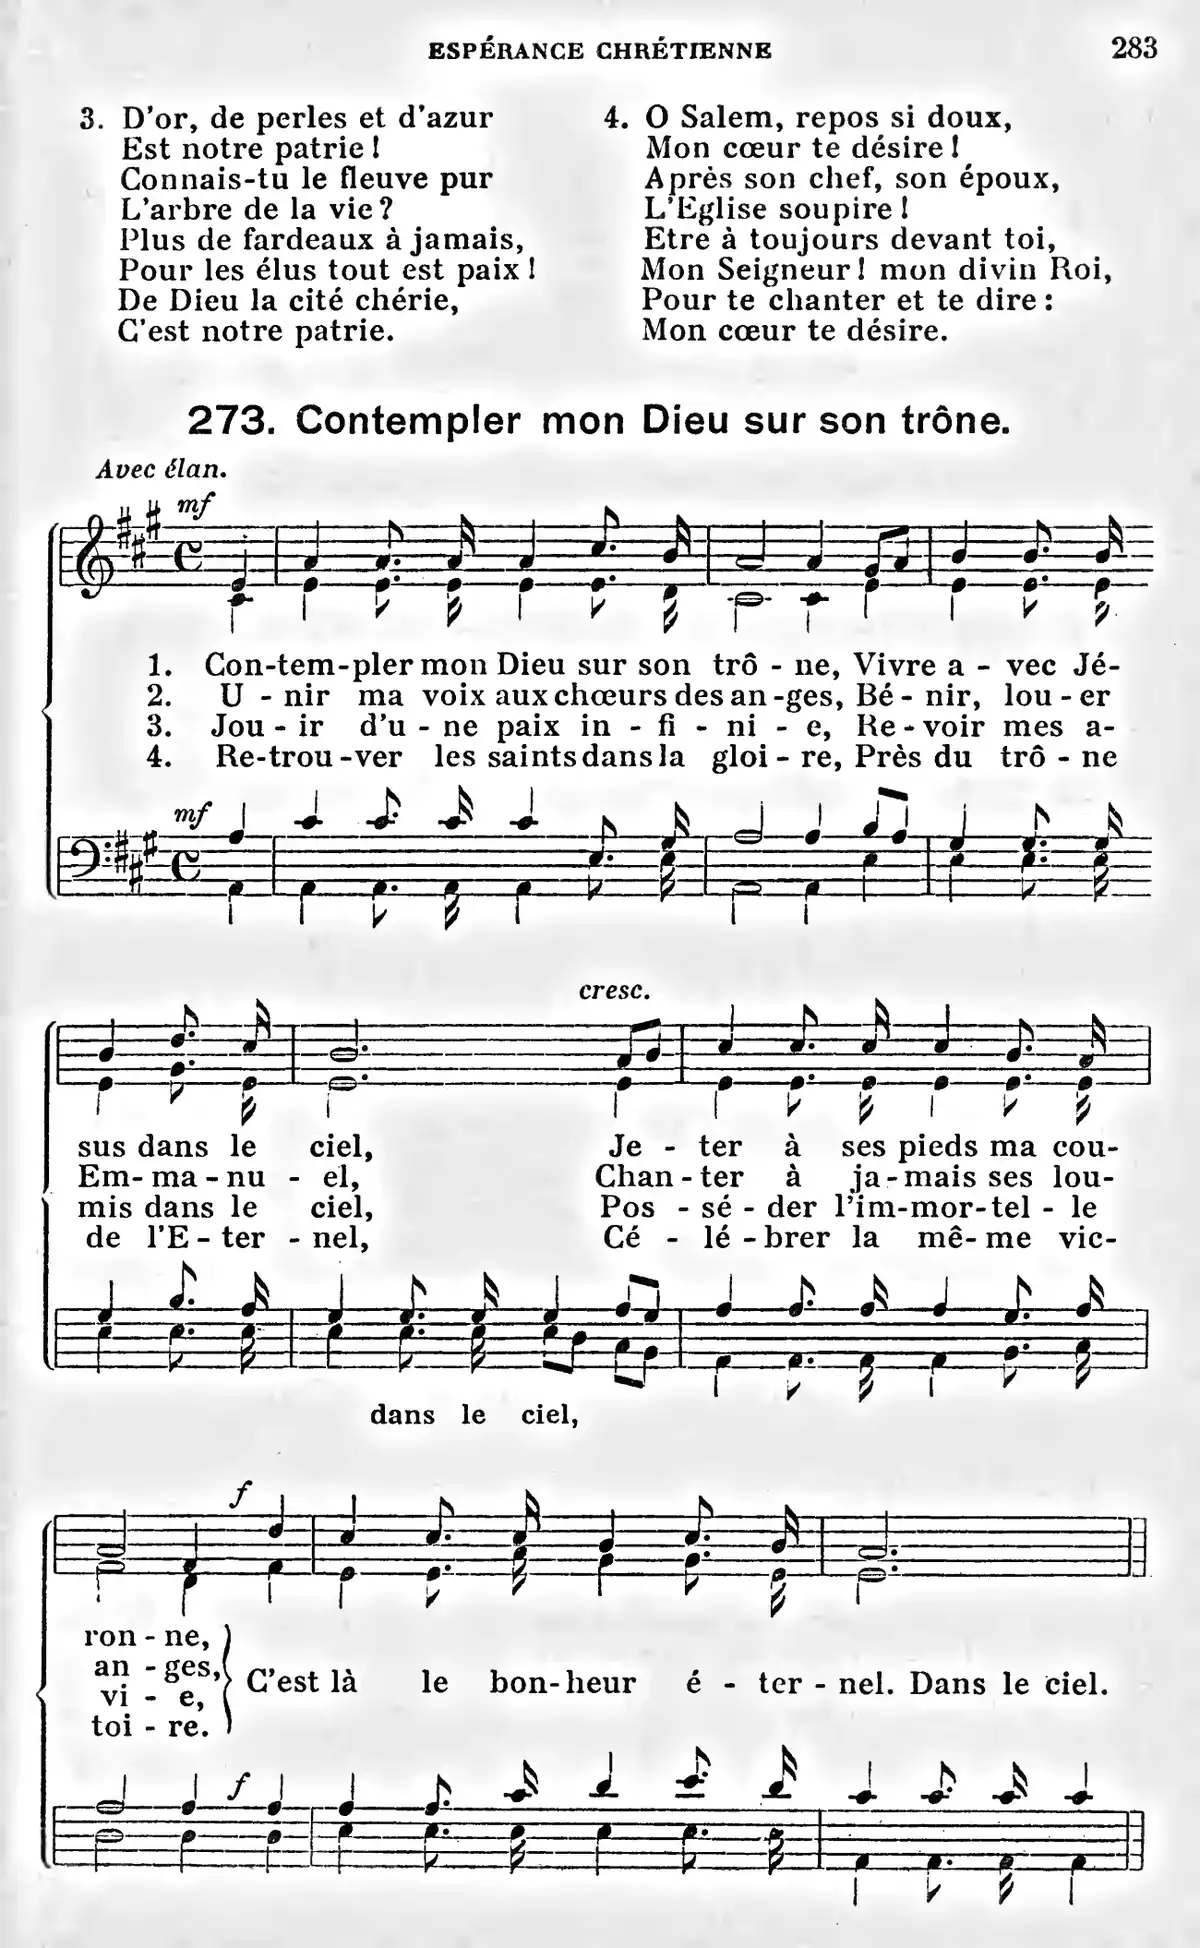 ESPÉRANCE CHRÉTIENNE 283
3. D'or, de perles et d'azur
Est notre patrie !
Connais-tu le fleuve pur
L'arbre de la vie ?
Plus de fardeaux à jamais,
Pour les élus tout est paix !
De Dieu la cité chérie,
C'est notre patrie.
4. O Salem, repos si doux,
Mon cœur te désire !
Après son chef, son époux,
L'Eglise soupire !
Etre à toujours devant toi,
Mon Seigneur ! mon divin Roi,
Pour te chanter et te dire :
Mon cœur te désire.
273. Contempler mon Dieu sur son trône.
Avec élan.
mf
1. Con-tem-pler mon Dieu sur son trô - ne, Vivre a - vec Jé-
2. U - nir ma voix aux chœurs des an-ges, Bé - nir, lou - er
3. Jou - ir d'u - ne paix in - fi - ni - e, Re - voir mes a-
4. Re-trou-ver les saints dans la gloi - re, Près du trô - ne
mf
cresc.
sus dans le ciel, Je - ter à ses pieds ma cou-
Em- ma - nu - el, Chan - ter à ja - mais ses lou-
mis dans le ciel, Pos - sé - der l'im-mor-tel - le
de l'E - ter - nel, Cé - lé - brer la mê- me vic-
dans le ciel,
f
ron - ne,
an - ges,
vi - e,
toi - re.
C'est là le bon- heur é - ter - nel. Dans le ciel.
f